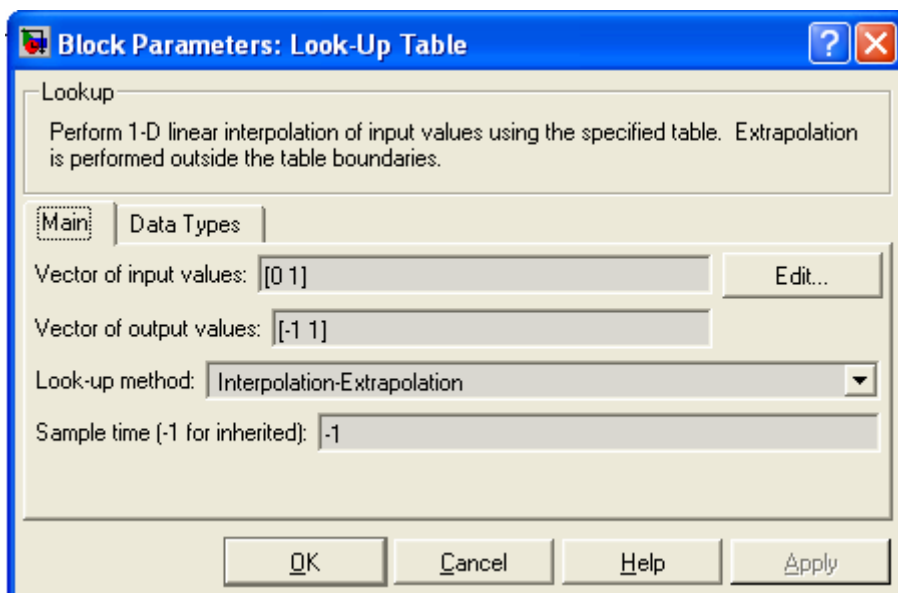 Block Parameters: Look-Up Table
Lookup
Perform 1-D linear interpolation of input values using the specified table. Extrapolation
is performed outside the table boundaries.
Main
Data Types
Vector of input values: [0 1]
Edit...
Vector of output values: [-1 1]
Look-up method: Interpolation-Extrapolation
Sample time (-1 for inherited): -1
OK
Cancel
Help
Apply